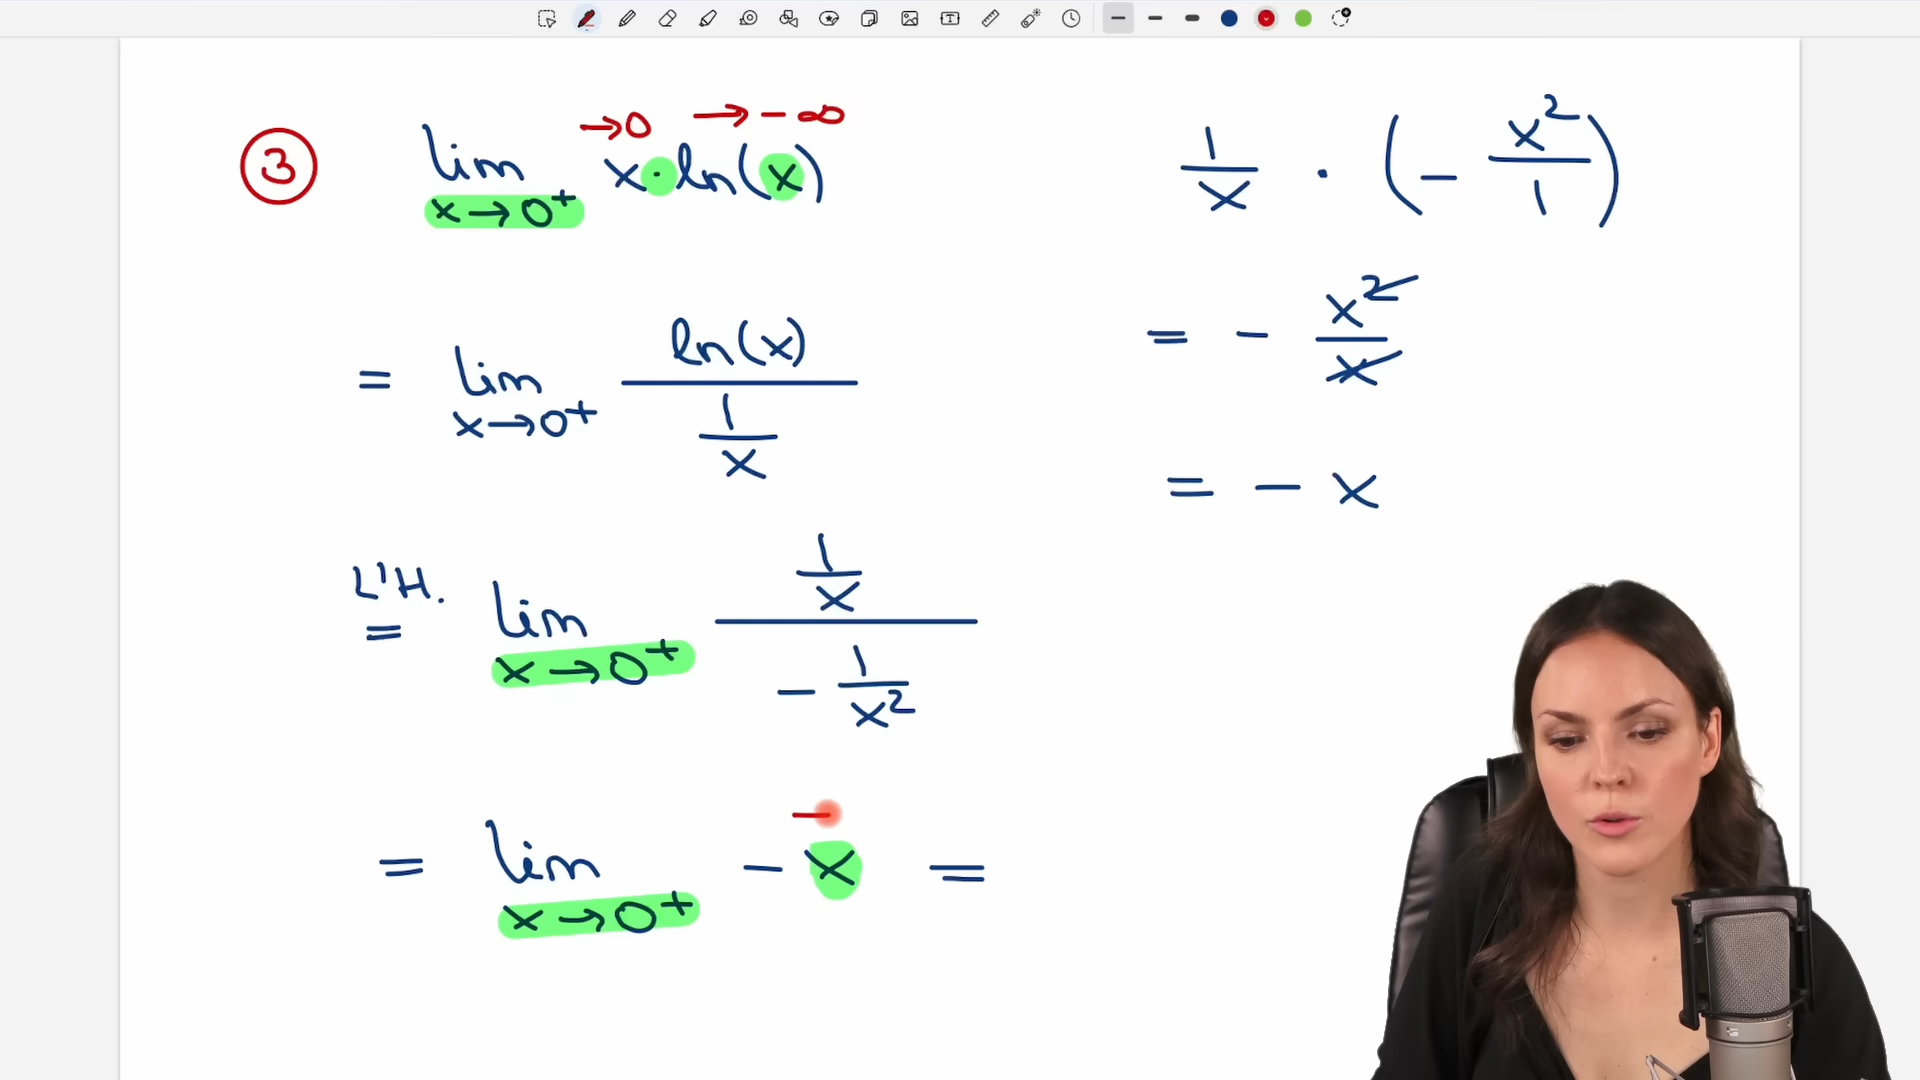 3
→0 → - ∞
lim x · ln(x)
x → 0⁺
= lim ln(x)
x → 0⁺ 1
x
L'H.
= lim 1
x
x → 0⁺ - 1
x²
= lim - x =
x → 0⁺
1/x · (- x²/1)
= - x²/x
= - x